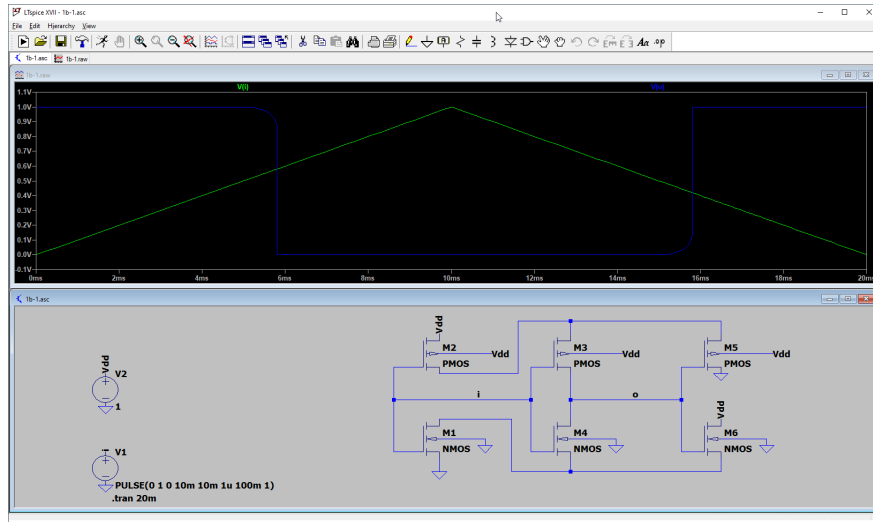 LTspice XVII - 1b-1.asc
File Edit Hierarchy View
1b-1.asc 1b-1.raw
1b-1.raw
V(i) V(o)
1.1V
1.0V
0.9V
0.8V
0.7V
0.6V
0.5V
0.4V
0.3V
0.2V
0.1V
0.0V
-0.1V
0ms 2ms 4ms 6ms 8ms 10ms 12ms 14ms 16ms 18ms 20ms
1b-1.asc
Vdd
M2 Vdd M3 Vdd M5 Vdd
PMOS PMOS PMOS
Vdd
V2
1
i o
Vdd
M1 M4 M6
NMOS NMOS NMOS
i
V1
PULSE(0 1 0 10m 10m 1u 100m 1)
.tran 20m